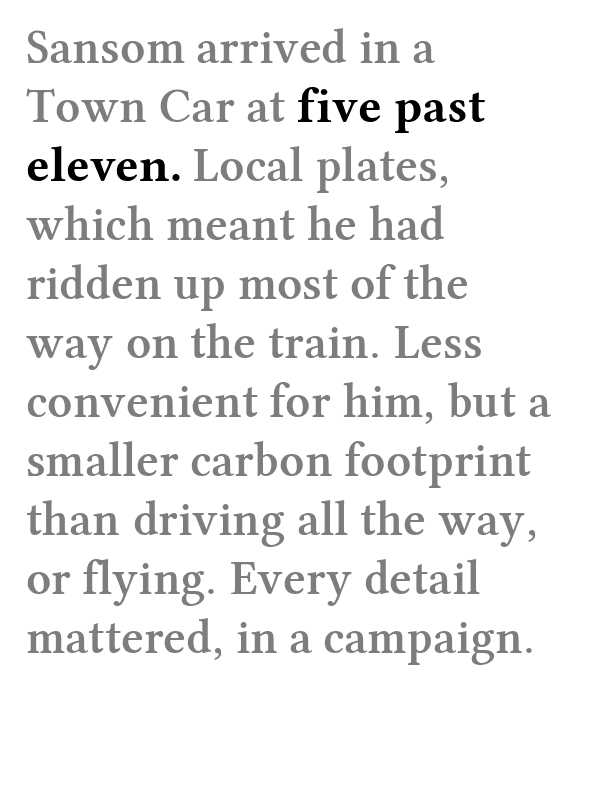 Sansom arrived in a
Town Car at five past
eleven. Local plates,
which meant he had
ridden up most of the
way on the train. Less
convenient for him, but a
smaller carbon footprint
than driving all the way,
or flying. Every detail
mattered, in a campaign.